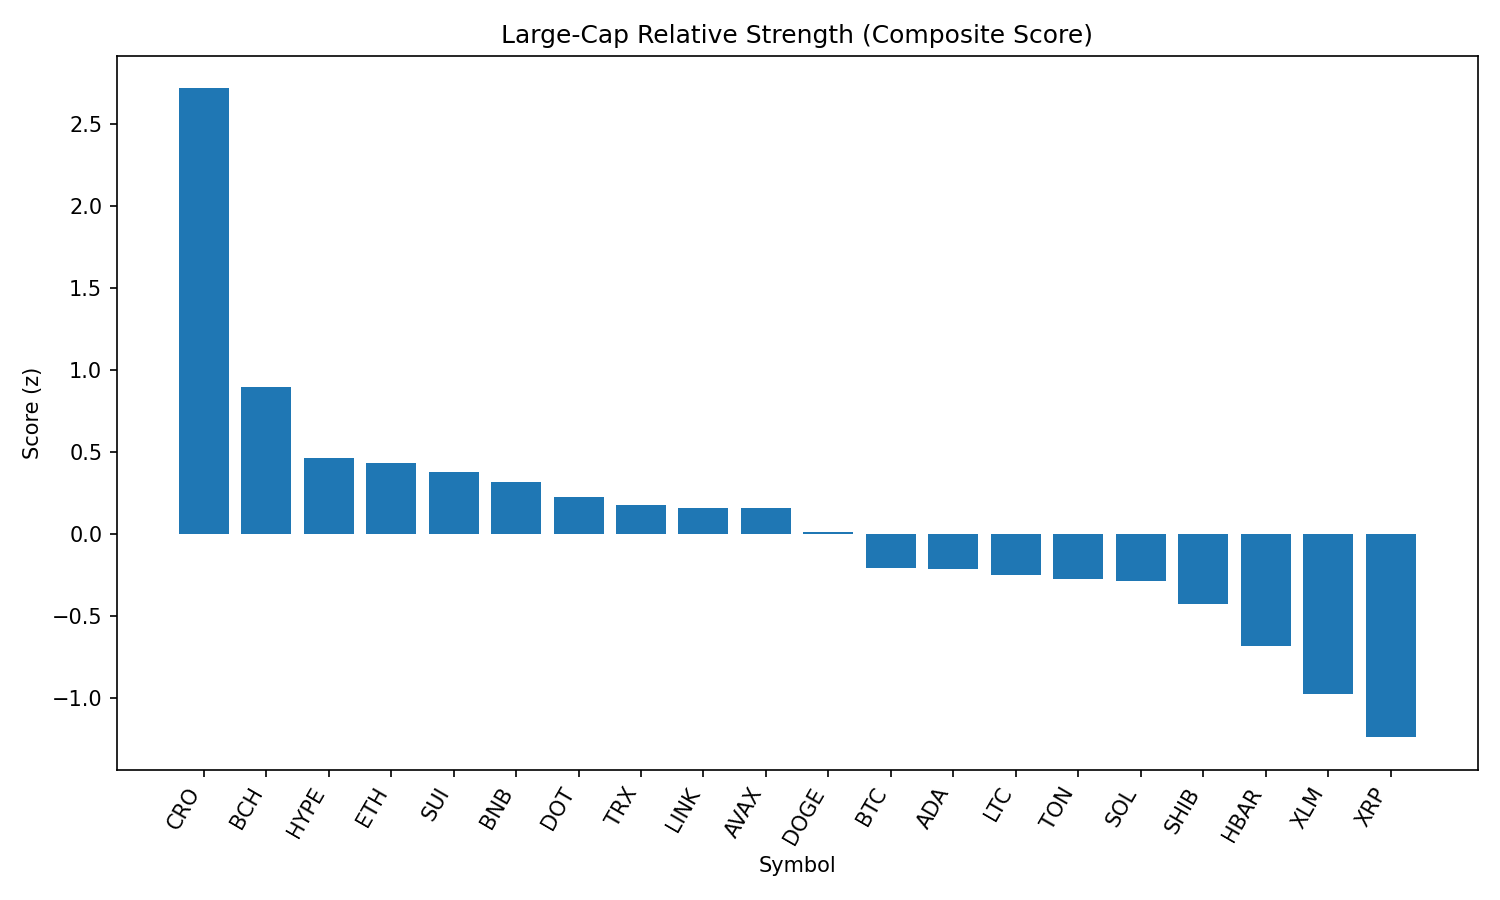 Large-Cap Relative Strength (Composite Score)
Score (z)
2.5
2.0
1.5
1.0
0.5
0.0
−0.5
−1.0
CRO
BCH
HYPE
ETH
SUI
BNB
DOT
TRX
LINK
AVAX
DOGE
BTC
ADA
LTC
TON
SOL
SHIB
HBAR
XLM
XRP
Symbol